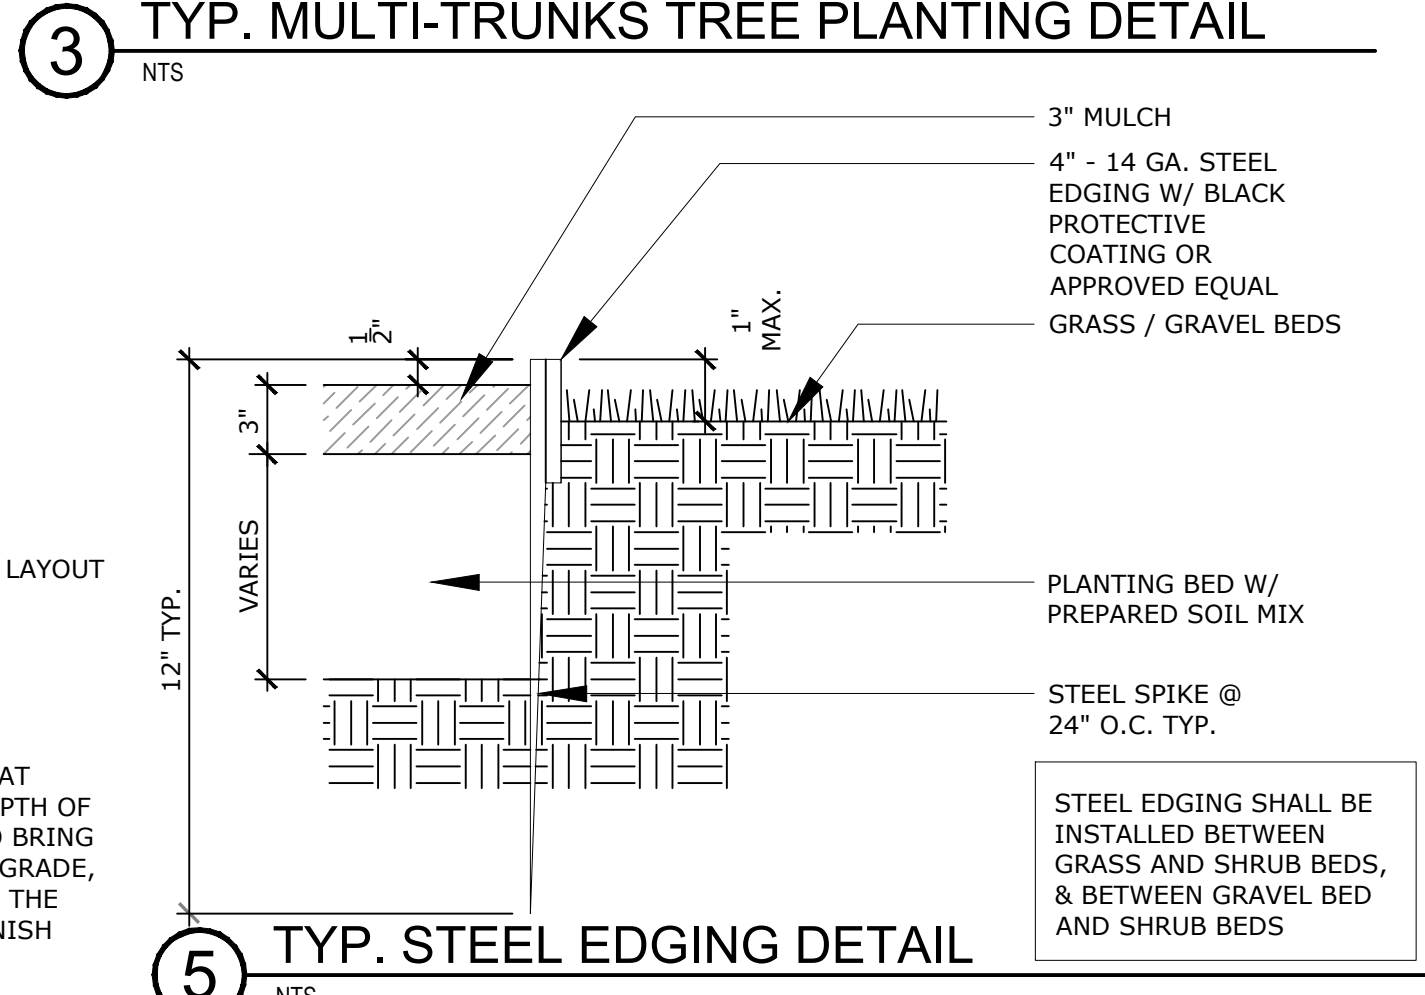 3
TYP. MULTI-TRUNKS TREE PLANTING DETAIL
NTS
3" MULCH
4" - 14 GA. STEEL
EDGING W/ BLACK
PROTECTIVE
COATING OR
APPROVED EQUAL
GRASS / GRAVEL BEDS
1/2"
1"
MAX.
3"
VARIES
12" TYP.
LAYOUT
PLANTING BED W/
PREPARED SOIL MIX
STEEL SPIKE @
24" O.C. TYP.
AT
PTH OF
BRING
GRADE,
THE
NISH
STEEL EDGING SHALL BE
INSTALLED BETWEEN
GRASS AND SHRUB BEDS,
& BETWEEN GRAVEL BED
AND SHRUB BEDS
5
TYP. STEEL EDGING DETAIL
NTS